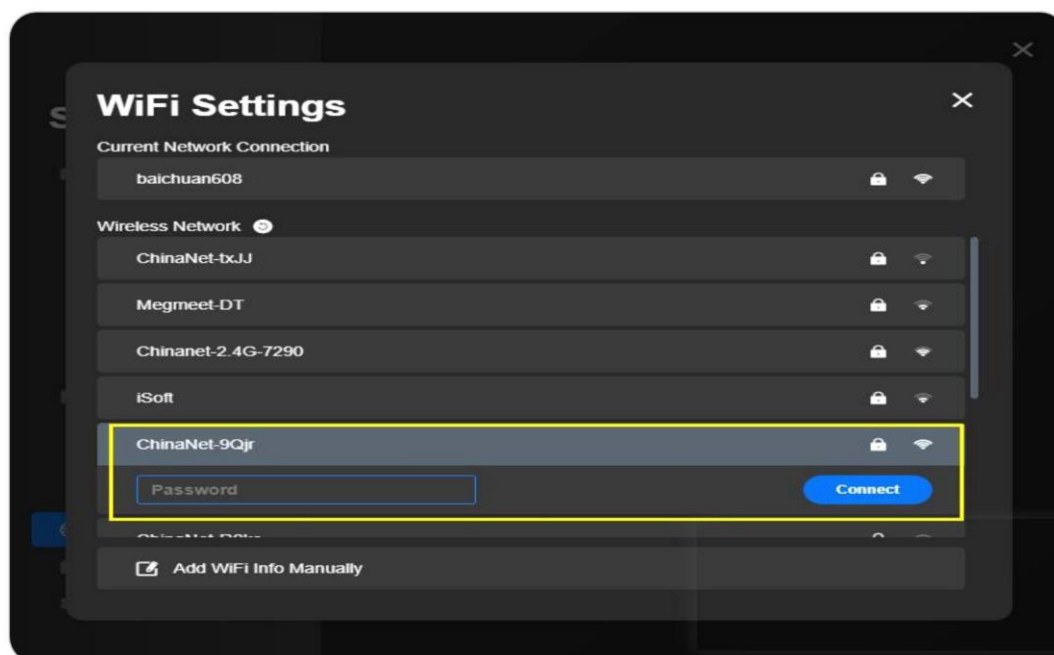 WiFi Settings
Current Network Connection
baichuan608
Wireless Network
ChinaNet-txJJ
Megmeet-DT
Chinanet-2.4G-7290
iSoft
ChinaNet-9Qjr
Password
Connect
Add WiFi Info Manually